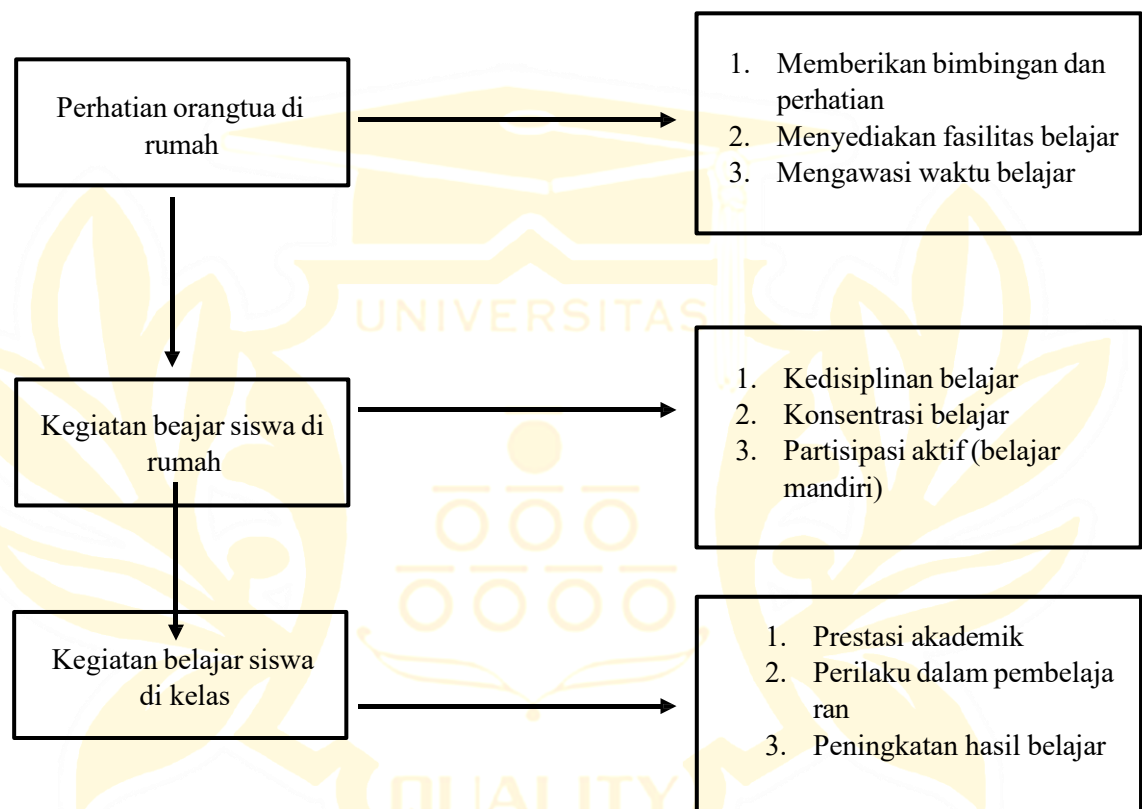 Perhatian orangtua di
rumah
1. Memberikan bimbingan dan
perhatian
2. Menyediakan fasilitas belajar
3. Mengawasi waktu belajar
UNIVERSITAS
Kegiatan beajar siswa di
rumah
1. Kedisiplinan belajar
2. Konsentrasi belajar
3. Partisipasi aktif (belajar
mandiri)
Kegiatan belajar siswa
di kelas
1. Prestasi akademik
2. Perilaku dalam pembelaja
ran
3. Peningkatan hasil belajar
QUALITY